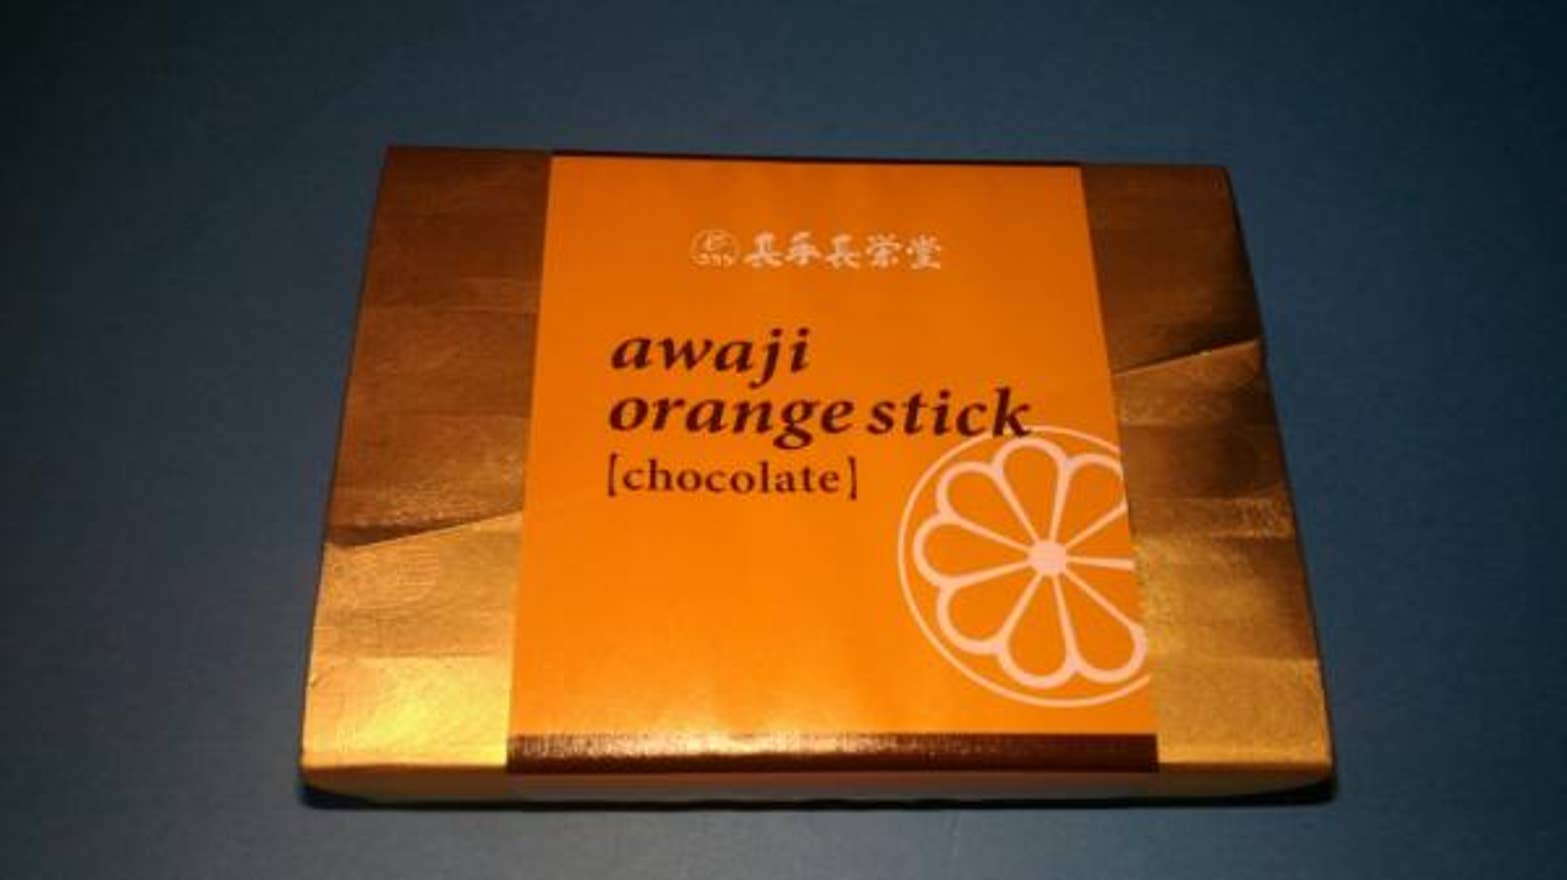 長手長栄堂
awaji
orange stick
[chocolate]